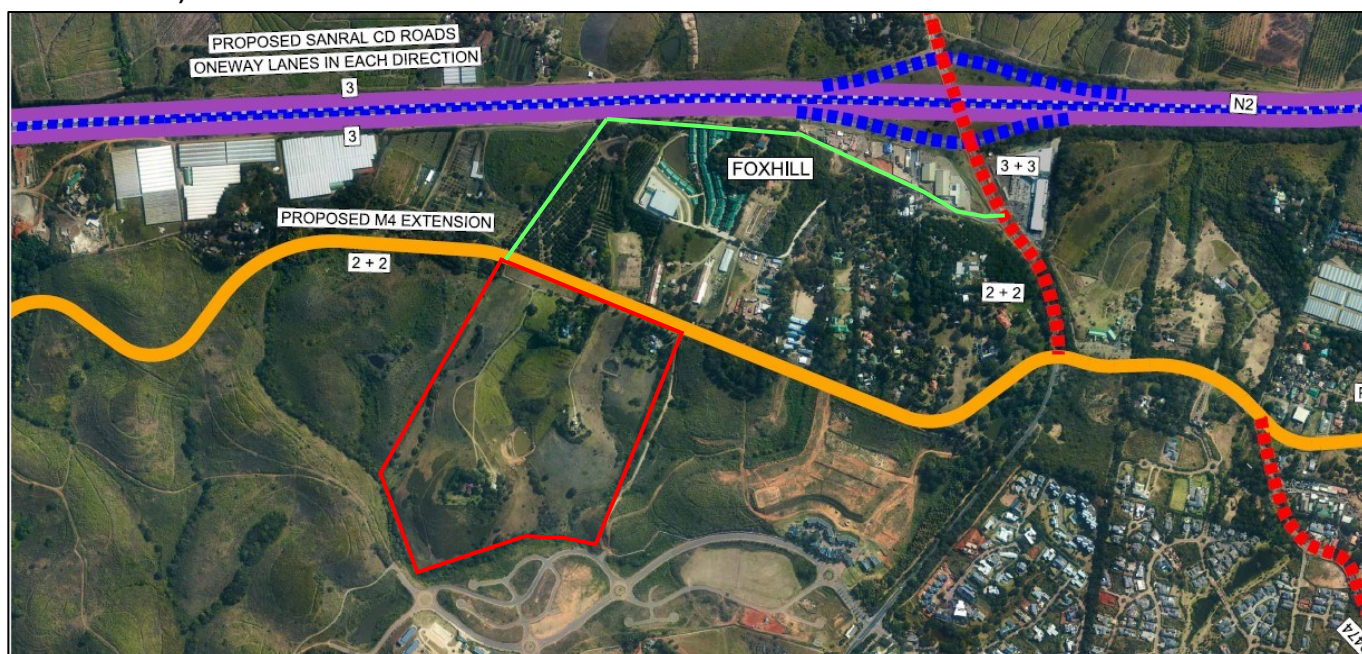 PROPOSED SANRAL CD ROADS
ONEWAY LANES IN EACH DIRECTION
3
N2
3
FOXHILL
3 + 3
PROPOSED M4 EXTENSION
2 + 2
2 + 2
474